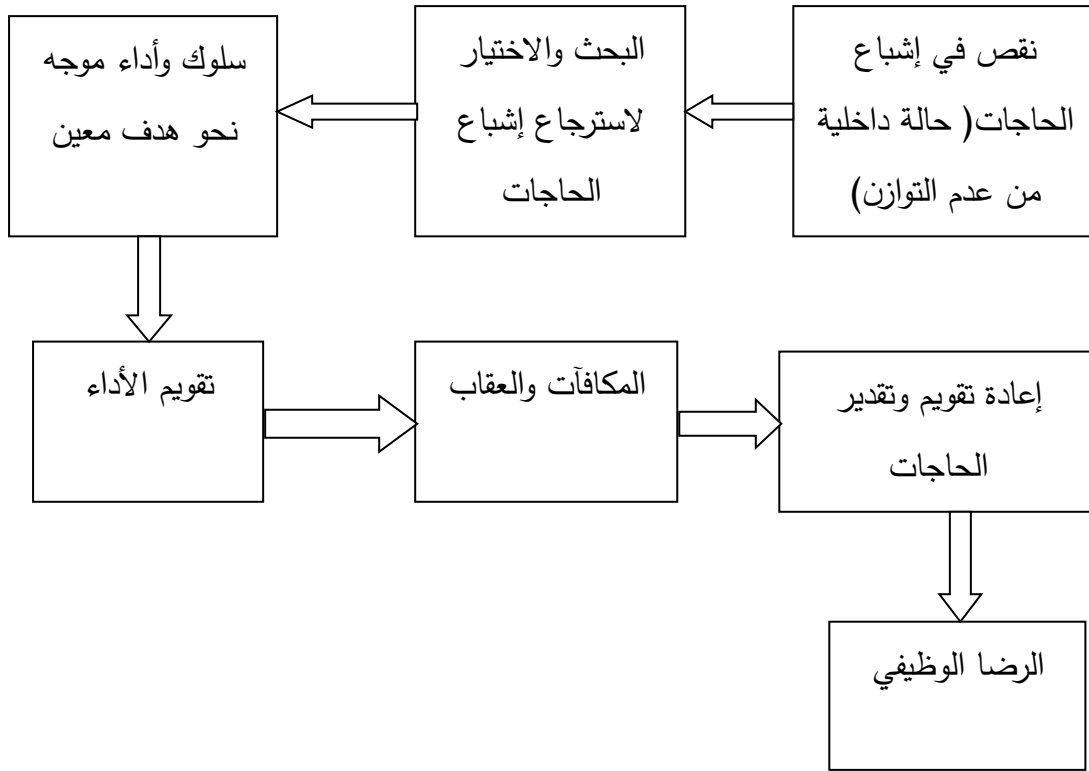 نقص في إشباع
الحاجات( حالة داخلية
من عدم التوازن)
البحث والاختيار
لاسترجاع إشباع
الحاجات
سلوك وأداء موجه
نحو هدف معين
تقويم الأداء
المكافآت والعقاب
إعادة تقويم وتقدير
الحاجات
الرضا الوظيفي